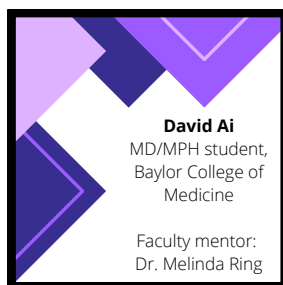 David Ai
MD/MPH student,
Baylor College of
Medicine
Faculty mentor:
Dr. Melinda Ring